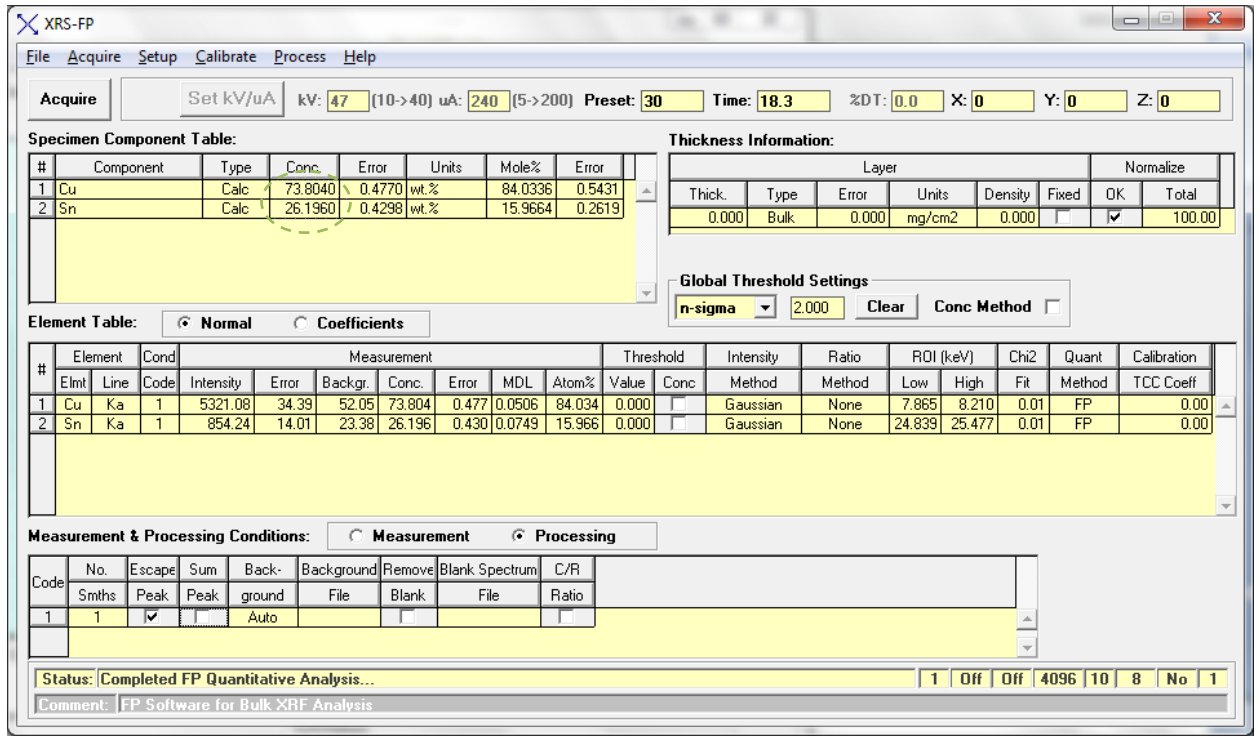 XRS-FP
File Acquire Setup Calibrate Process Help
Acquire Set kV/uA kV: 47 (10->40) uA: 240 (5->200) Preset: 30 Time: 18.3 %DT: 0.0 X: 0 Y: 0 Z: 0
Specimen Component Table:
# Component Type Conc. Error Units Mole% Error
1 Cu Calc 73.8040 0.4770 wt.% 84.0336 0.5431
2 Sn Calc 26.1960 0.4298 wt.% 15.9664 0.2619
Thickness Information:
Layer Normalize
Thick. Type Error Units Density Fixed OK Total
0.000 Bulk 0.000 mg/cm2 0.000 100.00
Global Threshold Settings
n-sigma 2.000 Clear Conc Method
Element Table: Normal Coefficients
# Element Cond Measurement Threshold Intensity Ratio ROI (keV) Chi2 Quant Calibration
Elmt Line Code Intensity Error Backgr. Conc. Error MDL Atom% Value Conc Method Method Low High Fit Method TCC Coeff
1 Cu Ka 1 5321.08 34.39 52.05 73.804 0.477 0.0506 84.034 0.000 Gaussian None 7.865 8.210 0.01 FP 0.00
2 Sn Ka 1 854.24 14.01 23.38 26.196 0.430 0.0749 15.966 0.000 Gaussian None 24.839 25.477 0.01 FP 0.00
Measurement & Processing Conditions: Measurement Processing
Code No. Escape Sum Back- Background Remove Blank Spectrum C/R
Smths Peak Peak ground File Blank File Ratio
1 1 Auto
Status: Completed FP Quantitative Analysis... 1 Off Off 4096 10 8 No 1
Comment: FP Software for Bulk XRF Analysis